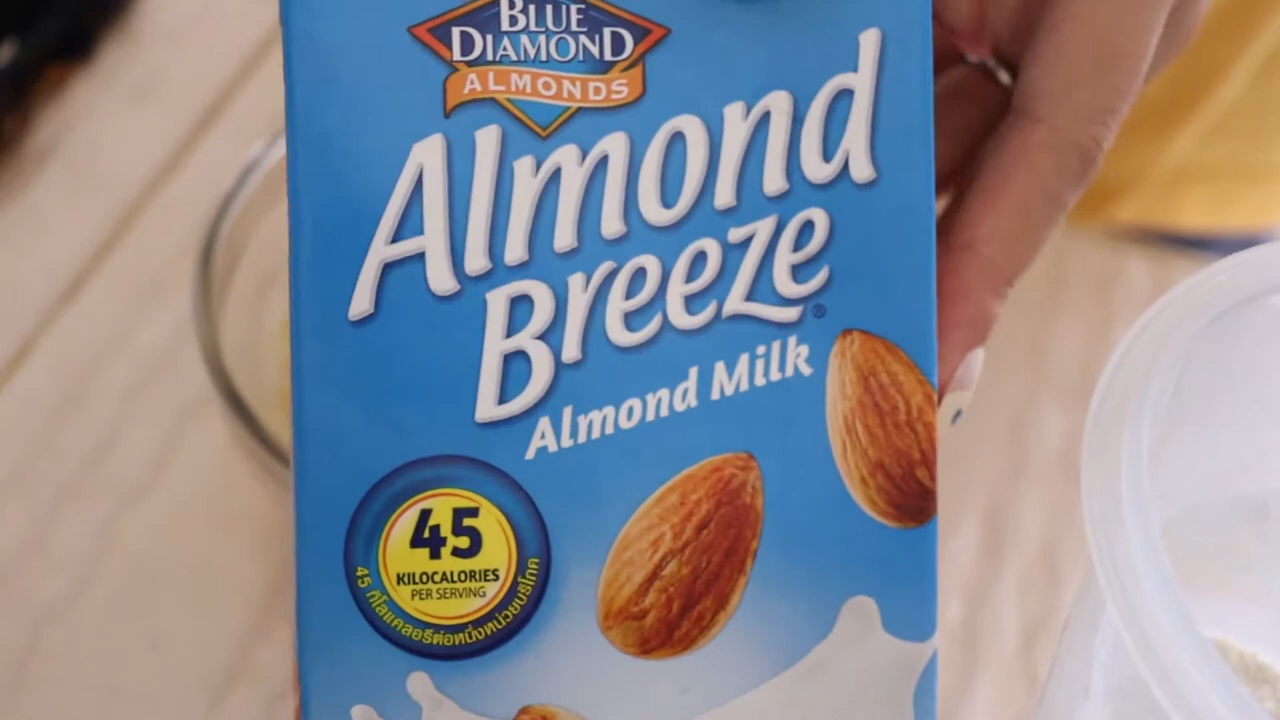 BLUE
DIAMOND
ALMONDS
Almond
Breeze®
Almond Milk
45
KILOCALORIES
PER SERVING
45 กิโลแคลอรีต่อหนึ่งหน่วยบริโภค